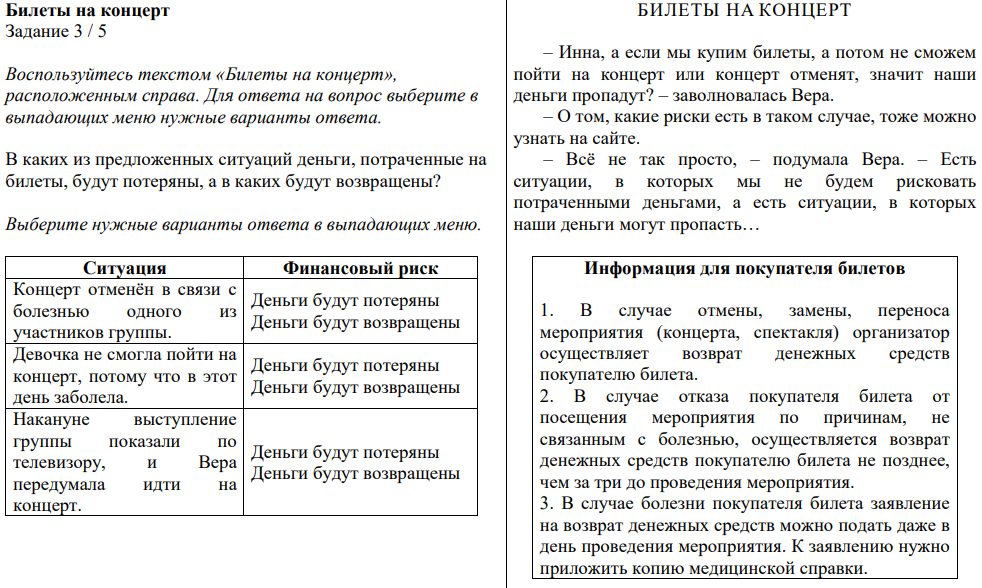 Билеты на концерт
Задание 3 / 5
Воспользуйтесь текстом «Билеты на концерт»,
расположенным справа. Для ответа на вопрос выберите в
выпадающих меню нужные варианты ответа.
В каких из предложенных ситуаций деньги, потраченные на
билеты, будут потеряны, а в каких будут возвращены?
Выберите нужные варианты ответа в выпадающих меню.
Ситуация
Финансовый риск
Концерт отменён в связи с
болезнью одного из
участников группы.
Деньги будут потеряны
Деньги будут возвращены
Девочка не смогла пойти на
концерт, потому что в этот
день заболела.
Деньги будут потеряны
Деньги будут возвращены
Накануне выступление
группы показали по
телевизору, и Вера
передумала идти на
концерт.
Деньги будут потеряны
Деньги будут возвращены
БИЛЕТЫ НА КОНЦЕРТ
– Инна, а если мы купим билеты, а потом не сможем
пойти на концерт или концерт отменят, значит наши
деньги пропадут? – заволновалась Вера.
– О том, какие риски есть в таком случае, тоже можно
узнать на сайте.
– Всё не так просто, – подумала Вера. – Есть
ситуации, в которых мы не будем рисковать
потраченными деньгами, а есть ситуации, в которых
наши деньги могут пропасть…
Информация для покупателя билетов
1. В случае отмены, замены, переноса
мероприятия (концерта, спектакля) организатор
осуществляет возврат денежных средств
покупателю билета.
2. В случае отказа покупателя билета от
посещения мероприятия по причинам, не
связанным с болезнью, осуществляется возврат
денежных средств покупателю билета не позднее,
чем за три до проведения мероприятия.
3. В случае болезни покупателя билета заявление
на возврат денежных средств можно подать даже в
день проведения мероприятия. К заявлению нужно
приложить копию медицинской справки.